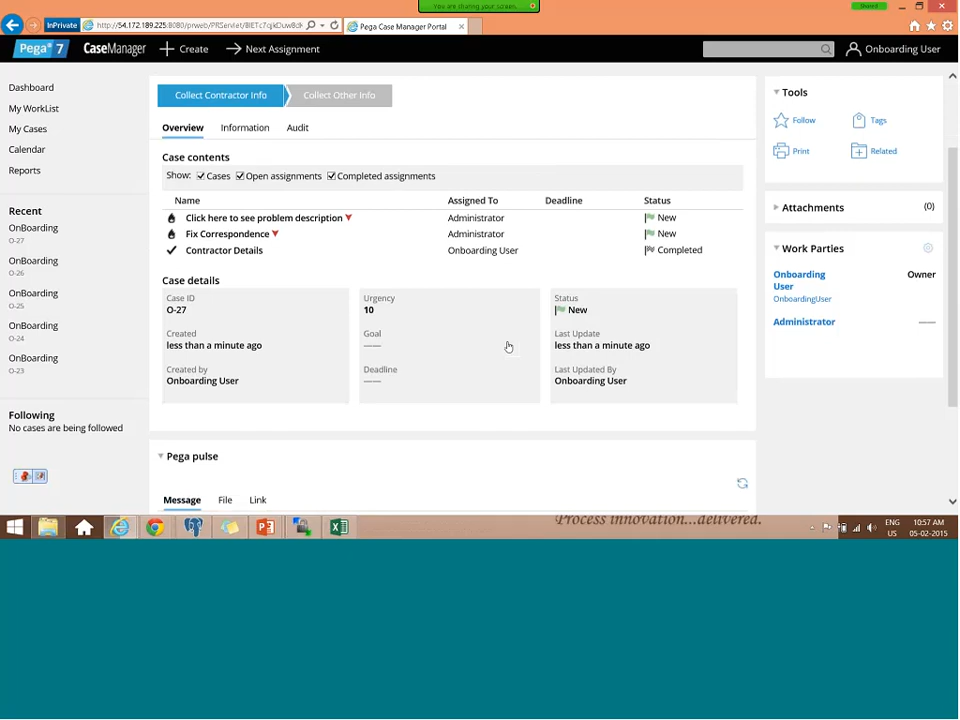 You are sharing your screen.
Shared
InPrivate
Pega Case Manager Portal
Pega 7 CaseManager Create Next Assignment Onboarding User
Dashboard
My WorkList
My Cases
Calendar
Reports
Recent
OnBoarding
O-27
OnBoarding
O-26
OnBoarding
O-25
OnBoarding
O-24
OnBoarding
O-23
Following
No cases are being followed
Collect Contractor Info Collect Other Info
Overview Information Audit
Case contents
Show: Cases Open assignments Completed assignments
Name Assigned To Deadline Status
Click here to see problem description Administrator New
Fix Correspondence Administrator New
Contractor Details Onboarding User Completed
Case details
Case ID Urgency Status
O-27 10 New
Created Goal Last Update
less than a minute ago —— less than a minute ago
Created by Deadline Last Updated By
Onboarding User —— Onboarding User
Pega pulse
Message File Link
Tools
Follow Tags
Print Related
Attachments (0)
Work Parties
Onboarding User Owner
OnboardingUser
Administrator ——
Process innovation...delivered.
ENG 10:57 AM
US 05-02-2015